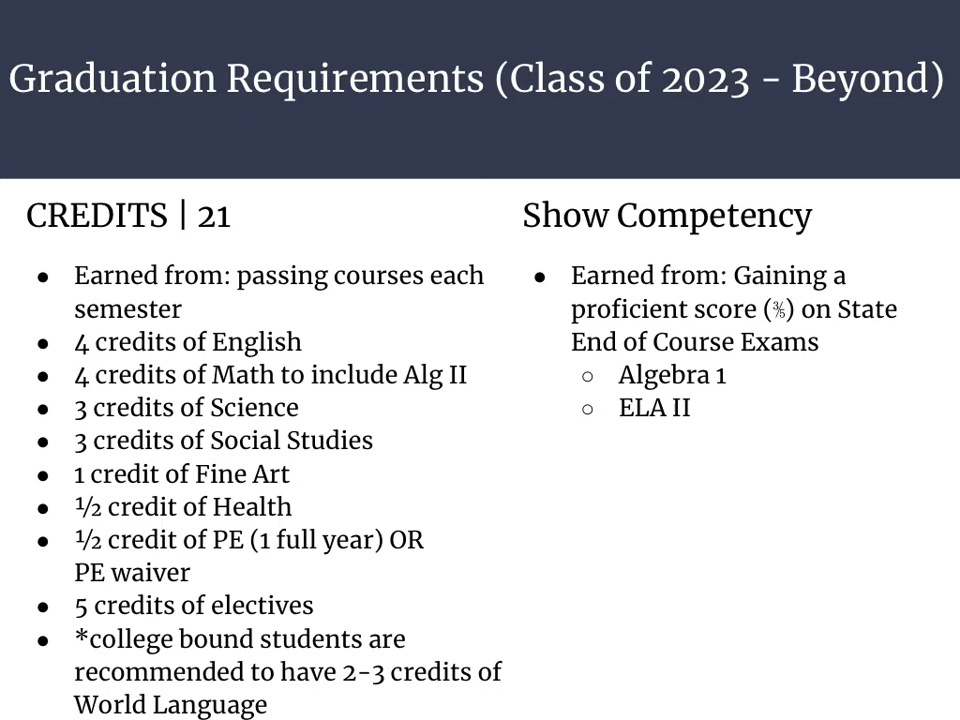 Graduation Requirements (Class of 2023 - Beyond)
CREDITS | 21
● Earned from: passing courses each
semester
● 4 credits of English
● 4 credits of Math to include Alg II
● 3 credits of Science
● 3 credits of Social Studies
● 1 credit of Fine Art
● ½ credit of Health
● ½ credit of PE (1 full year) OR
PE waiver
● 5 credits of electives
● *college bound students are
recommended to have 2-3 credits of
World Language
Show Competency
● Earned from: Gaining a
proficient score (⅗) on State
End of Course Exams
○ Algebra 1
○ ELA II